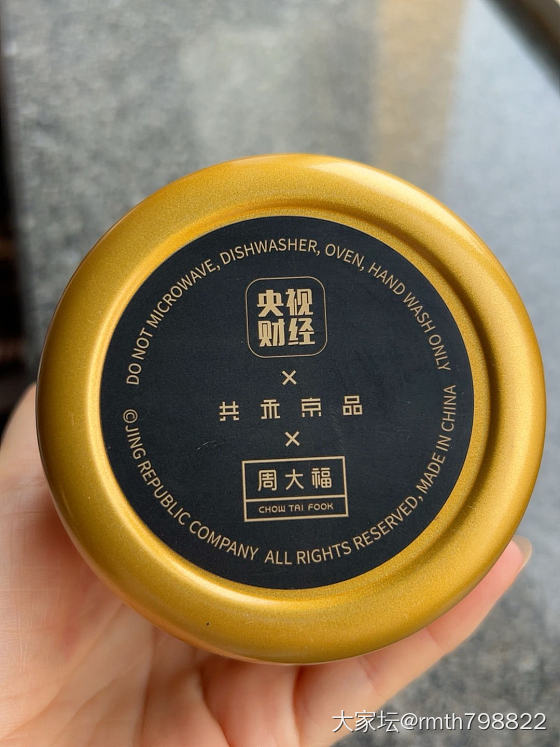 DO NOT MICROWAVE, DISHWASHER, OVEN, HAND WASH ONLY
央视
财经
×
共禾京品
×
周大福
CHOW TAI FOOK
©JING REPUBLIC COMPANY ALL RIGHTS RESERVED, MADE IN CHINA
大家坛@rmth798822